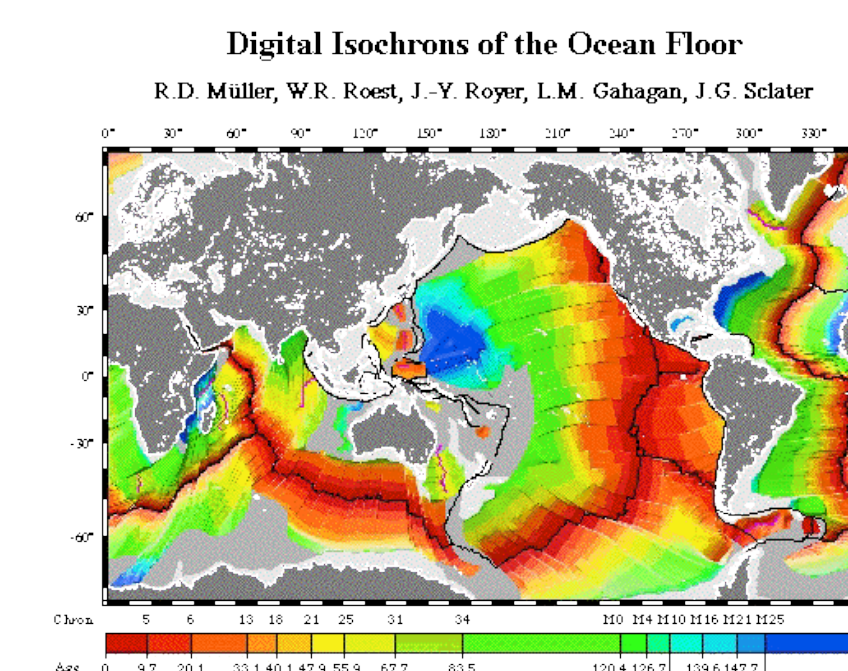 Digital Isochrons of the Ocean Floor
R.D. Müller, W.R. Roest, J.-Y. Royer, L.M. Gahagan, J.G. Sclater
0° 30° 60° 90° 120° 150° 180° 210° 240° 270° 300° 330°
60°
30°
0°
-30°
-60°
Chron 5 6 13 18 21 25 31 34 M0 M4 M10 M16 M21 M25
Age 0 9.7 20.1 33.1 40.1 47.9 55.9 67.7 83.5 120.4 126.7 139.6 147.7